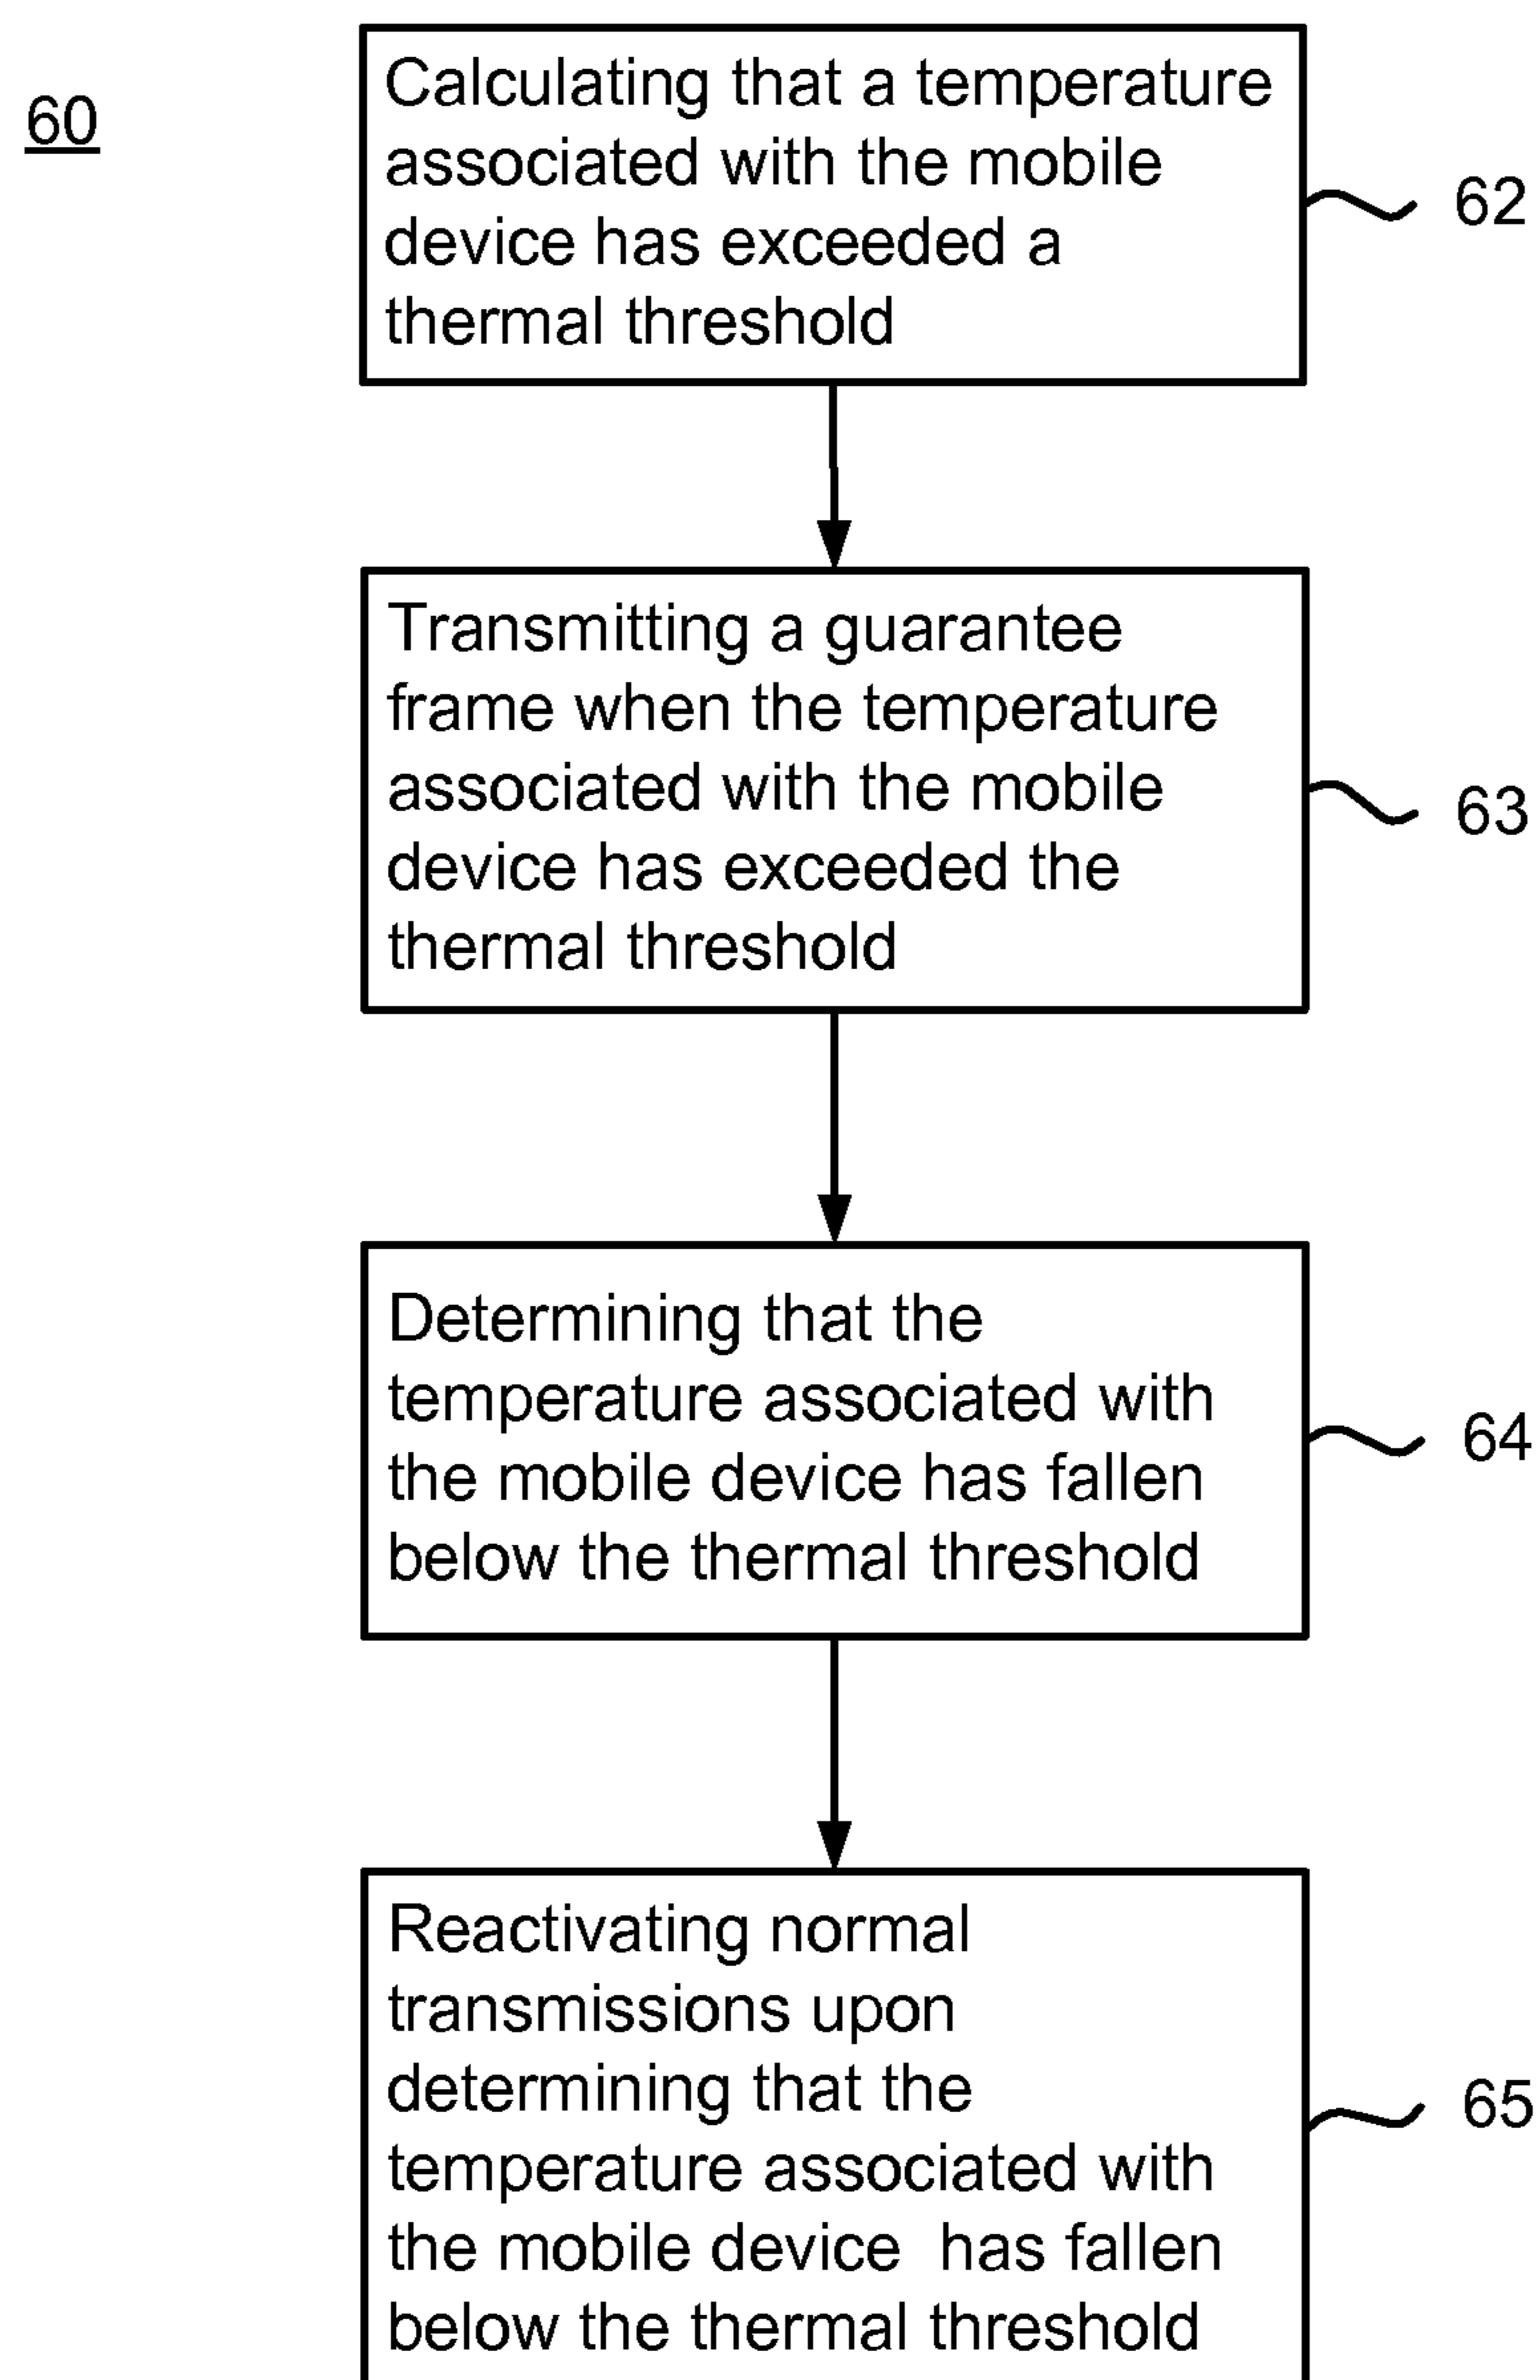 60
Calculating that a temperature
associated with the mobile
device has exceeded a
thermal threshold
62
Transmitting a guarantee
frame when the temperature
associated with the mobile
device has exceeded the
thermal threshold
63
Determining that the
temperature associated with
the mobile device has fallen
below the thermal threshold
64
Reactivating normal
transmissions upon
determining that the
temperature associated with
the mobile device  has fallen
below the thermal threshold
65